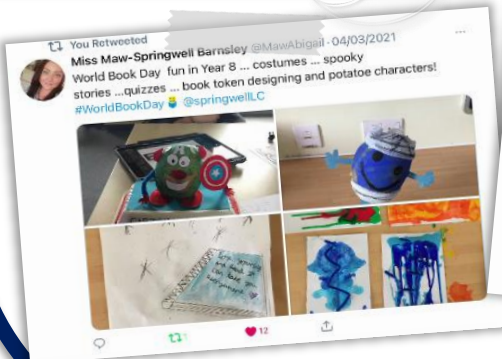 You Retweeted
Miss Maw-Springwell Barnsley @MawAbigail · 04/03/2021
World Book Day fun in Year 8 ... costumes ... spooky
stories ...quizzes ... book token designing and potatoe characters!
#WorldBookDay @springwellLC
1
12